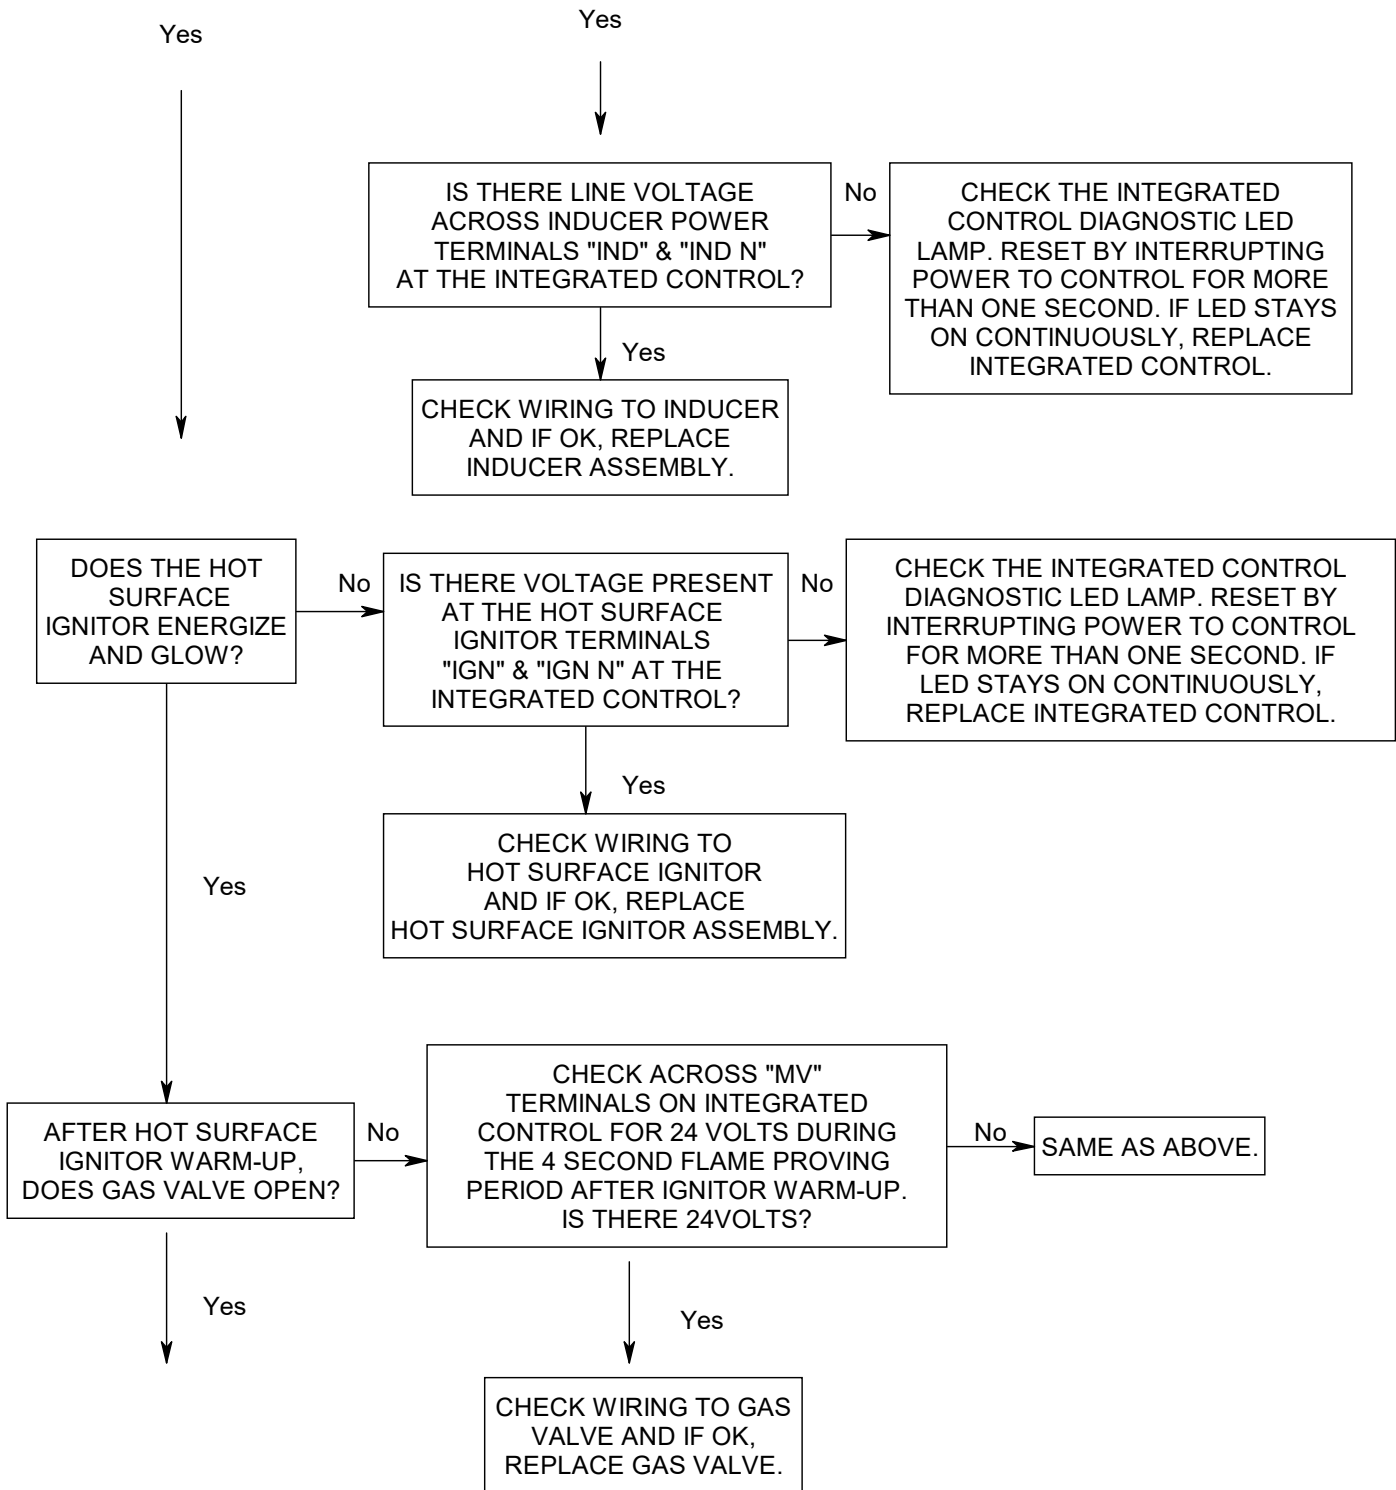 Yes
Yes
IS THERE LINE VOLTAGE
ACROSS INDUCER POWER
TERMINALS "IND" & "IND N"
AT THE INTEGRATED CONTROL?
No
CHECK THE INTEGRATED
CONTROL DIAGNOSTIC LED
LAMP. RESET BY INTERRUPTING
POWER TO CONTROL FOR MORE
THAN ONE SECOND. IF LED STAYS
ON CONTINUOUSLY, REPLACE
INTEGRATED CONTROL.
Yes
CHECK WIRING TO INDUCER
AND IF OK, REPLACE
INDUCER ASSEMBLY.
DOES THE HOT
SURFACE
IGNITOR ENERGIZE
AND GLOW?
No
IS THERE VOLTAGE PRESENT
AT THE HOT SURFACE
IGNITOR TERMINALS
"IGN" & "IGN N" AT THE
INTEGRATED CONTROL?
No
CHECK THE INTEGRATED CONTROL
DIAGNOSTIC LED LAMP. RESET BY
INTERRUPTING POWER TO CONTROL
FOR MORE THAN ONE SECOND. IF
LED STAYS ON CONTINUOUSLY,
REPLACE INTEGRATED CONTROL.
Yes
CHECK WIRING TO
HOT SURFACE IGNITOR
AND IF OK, REPLACE
HOT SURFACE IGNITOR ASSEMBLY.
Yes
AFTER HOT SURFACE
IGNITOR WARM-UP,
DOES GAS VALVE OPEN?
No
CHECK ACROSS "MV"
TERMINALS ON INTEGRATED
CONTROL FOR 24 VOLTS DURING
THE 4 SECOND FLAME PROVING
PERIOD AFTER IGNITOR WARM-UP.
IS THERE 24VOLTS?
No
SAME AS ABOVE.
Yes
Yes
CHECK WIRING TO GAS
VALVE AND IF OK,
REPLACE GAS VALVE.